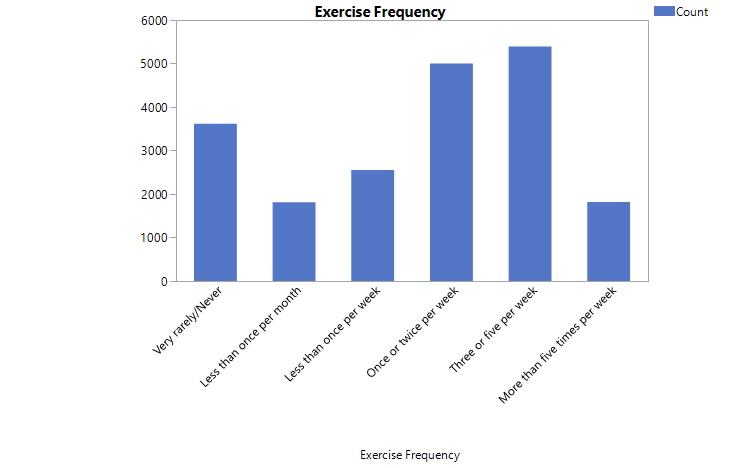 Exercise Frequency
Count
6000
5000
4000
3000
2000
1000
0
Very rarely/Never
Less than once per month
Less than once per week
Once or twice per week
Three or five per week
More than five times per week
Exercise Frequency